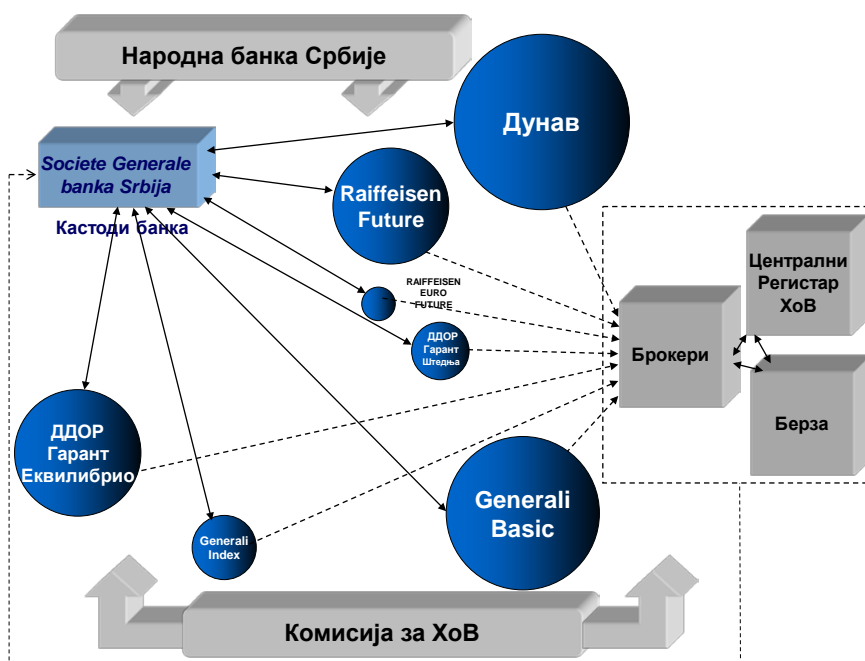 Народна банка Србије
Дунав
Societe Generale
banka Srbija
Кастоди банка
Raiffeisen
Future
RAIFFEISEN
EURO
FUTURE
ДДОР
Гарант
Штедња
Централни
Регистар
ХоВ
Брокери
Берза
ДДОР
Гарант
Еквилибрио
Generali
Basic
Generali
Index
Комисија за ХоВ